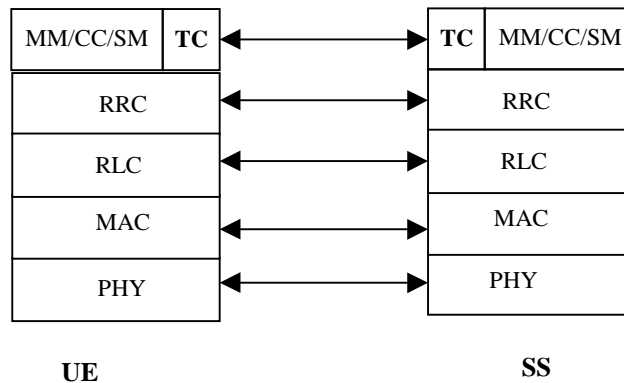 MM/CC/SM TC TC MM/CC/SM
RRC RRC
RLC RLC
MAC MAC
PHY PHY
UE SS